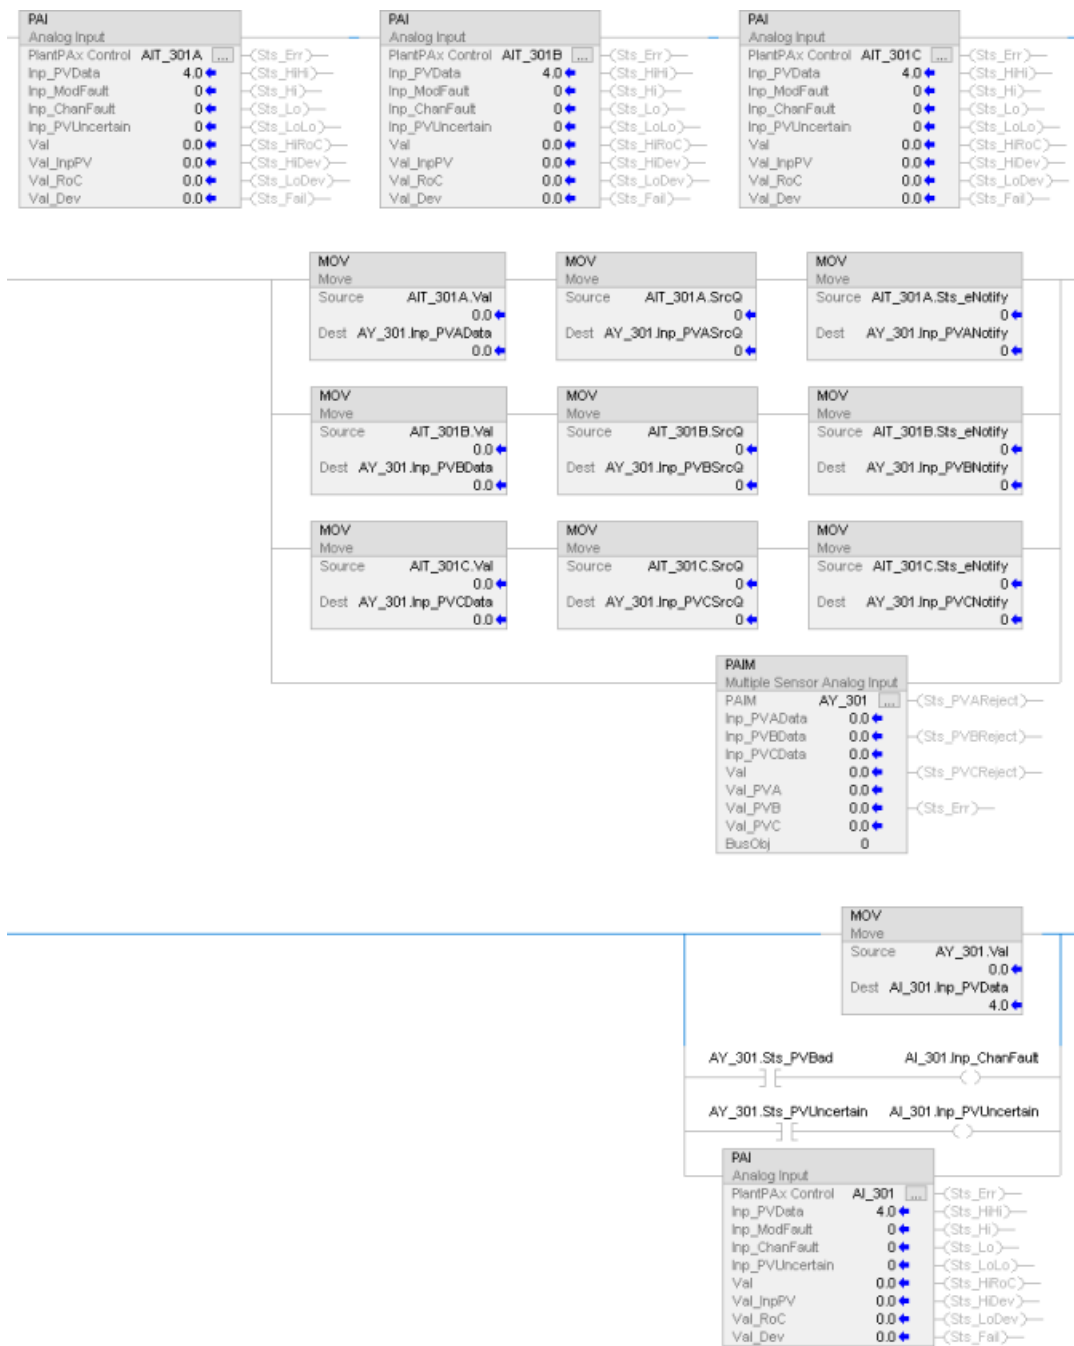 PAI
Analog Input
PlantPAx Control AIT_301A ...
Inp_PVData 4.0
Inp_ModFault 0
Inp_ChanFault 0
Inp_PVUncertain 0
Val 0.0
Val_InpPV 0.0
Val_RoC 0.0
Val_Dev 0.0
(Sts_Err)
(Sts_HiHi)
(Sts_Hi)
(Sts_Lo)
(Sts_LoLo)
(Sts_HiRoC)
(Sts_HiDev)
(Sts_LoDev)
(Sts_Fail)
PAI
Analog Input
PlantPAx Control AIT_301B ...
Inp_PVData 4.0
Inp_ModFault 0
Inp_ChanFault 0
Inp_PVUncertain 0
Val 0.0
Val_InpPV 0.0
Val_RoC 0.0
Val_Dev 0.0
(Sts_Err)
(Sts_HiHi)
(Sts_Hi)
(Sts_Lo)
(Sts_LoLo)
(Sts_HiRoC)
(Sts_HiDev)
(Sts_LoDev)
(Sts_Fail)
PAI
Analog Input
PlantPAx Control AIT_301C ...
Inp_PVData 4.0
Inp_ModFault 0
Inp_ChanFault 0
Inp_PVUncertain 0
Val 0.0
Val_InpPV 0.0
Val_RoC 0.0
Val_Dev 0.0
(Sts_Err)
(Sts_HiHi)
(Sts_Hi)
(Sts_Lo)
(Sts_LoLo)
(Sts_HiRoC)
(Sts_HiDev)
(Sts_LoDev)
(Sts_Fail)
MOV
Move
Source AIT_301A.Val
0.0
Dest AY_301.Inp_PVAData
0.0
MOV
Move
Source AIT_301A.SrcQ
0
Dest AY_301.Inp_PVASrcQ
0
MOV
Move
Source AIT_301A.Sts_eNotify
0
Dest AY_301.Inp_PVANotify
0
MOV
Move
Source AIT_301B.Val
0.0
Dest AY_301.Inp_PVBData
0.0
MOV
Move
Source AIT_301B.SrcQ
0
Dest AY_301.Inp_PVBSrcQ
0
MOV
Move
Source AIT_301B.Sts_eNotify
0
Dest AY_301.Inp_PVBNotify
0
MOV
Move
Source AIT_301C.Val
0.0
Dest AY_301.Inp_PVCData
0.0
MOV
Move
Source AIT_301C.SrcQ
0
Dest AY_301.Inp_PVCSrcQ
0
MOV
Move
Source AIT_301C.Sts_eNotify
0
Dest AY_301.Inp_PVCNotify
0
PAIM
Multiple Sensor Analog Input
PAIM AY_301 ...
Inp_PVAData 0.0
Inp_PVBData 0.0
Inp_PVCData 0.0
Val 0.0
Val_PVA 0.0
Val_PVB 0.0
Val_PVC 0.0
BusObj 0
(Sts_PVAReject)
(Sts_PVBReject)
(Sts_PVCReject)
(Sts_Err)
MOV
Move
Source AY_301.Val
0.0
Dest AI_301.Inp_PVData
4.0
AY_301.Sts_PVBad AI_301.Inp_ChanFault
AY_301.Sts_PVUncertain AI_301.Inp_PVUncertain
PAI
Analog Input
PlantPAx Control AI_301 ...
Inp_PVData 4.0
Inp_ModFault 0
Inp_ChanFault 0
Inp_PVUncertain 0
Val 0.0
Val_InpPV 0.0
Val_RoC 0.0
Val_Dev 0.0
(Sts_Err)
(Sts_HiHi)
(Sts_Hi)
(Sts_Lo)
(Sts_LoLo)
(Sts_HiRoC)
(Sts_HiDev)
(Sts_LoDev)
(Sts_Fail)